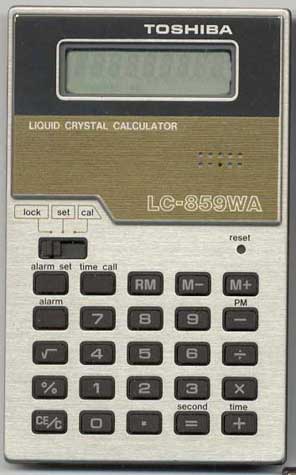 TOSHIBA
LIQUID CRYSTAL CALCULATOR
LC-859WA
lock set cal
reset
alarm set time call
RM M− M+
alarm PM
7 8 9 −
√ 4 5 6 ÷
% 1 2 3 ×
second time
CE/C 0 · = +